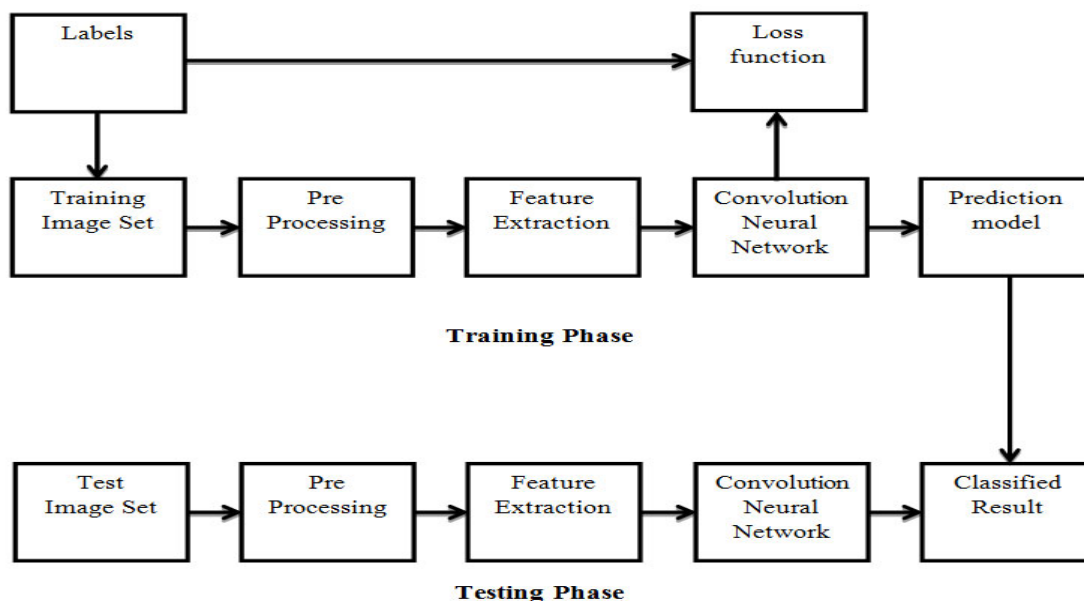 Labels
Loss
function
Training
Image Set
Pre
Processing
Feature
Extraction
Convolution
Neural
Network
Prediction
model
Training Phase
Test
Image Set
Pre
Processing
Feature
Extraction
Convolution
Neural
Network
Classified
Result
Testing Phase